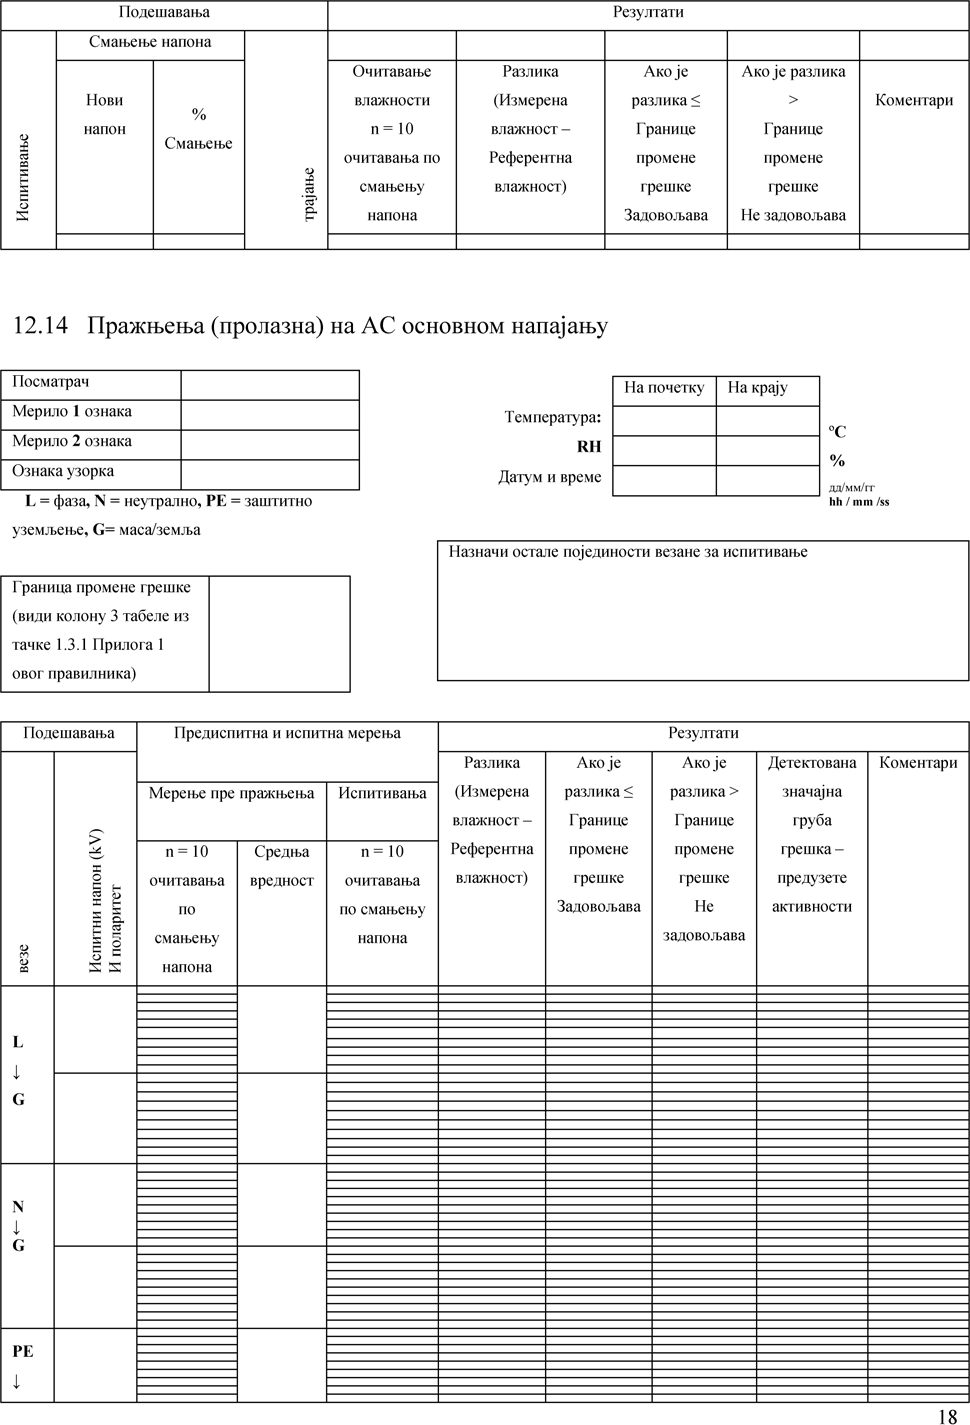 Подешавања
Резултати
Смањење напона
Испитивање
Нови
напон
%
Смањење
трајање
Очитавање
влажности
n = 10
очитавања по
смањењу
напона
Разлика
(Измерена
влажност –
Референтна
влажност)
Ако је
разлика ≤
Границе
промене
грешке
Задовољава
Ако је разлика
>
Границе
промене
грешке
Не задовољава
Коментари
12.14 Пражњења (пролазна) на АС основном напајању
Посматрач
Мерило 1 ознака
Мерило 2 ознака
Ознака узорка
На почетку
На крају
Температура:
ºC
RH
%
Датум и време
дд/мм/гг
hh / mm /ss
L = фаза, N = неутрално, PE = заштитно
уземљење, G= маса/земља
Назначи остале појединости везане за испитивање
Граница промене грешке
(види колону 3 табеле из
тачке 1.3.1 Прилога 1
овог правилника)
Подешавања
Предиспитна и испитна мерења
Резултати
везе
Испитни напон (kV)
И поларитет
Мерење пре пражњења
Испитивања
n = 10
очитавања
по
смањењу
напона
Средња
вредност
n = 10
очитавања
по смањењу
напона
Разлика
(Измерена
влажност –
Референтна
влажност)
Ако је
разлика ≤
Границе
промене
грешке
Задовољава
Ако је
разлика >
Границе
промене
грешке
Не
задовољава
Детектована
значајна
груба
грешка –
предузете
активности
Коментари
L
↓
G
N
↓
G
PE
↓
18